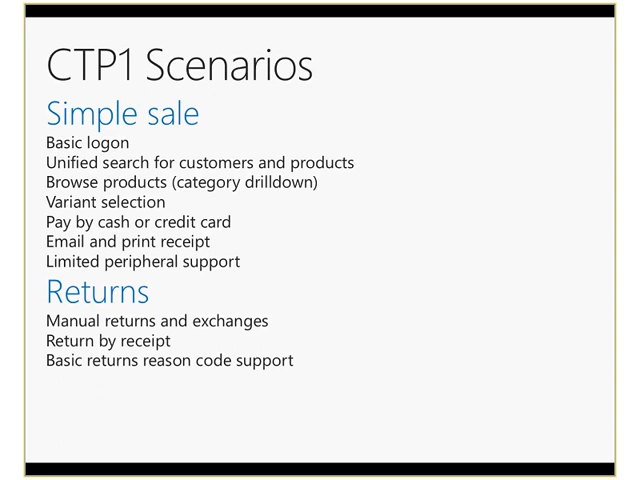 CTP1 Scenarios
Simple sale
Basic logon
Unified search for customers and products
Browse products (category drilldown)
Variant selection
Pay by cash or credit card
Email and print receipt
Limited peripheral support
Returns
Manual returns and exchanges
Return by receipt
Basic returns reason code support